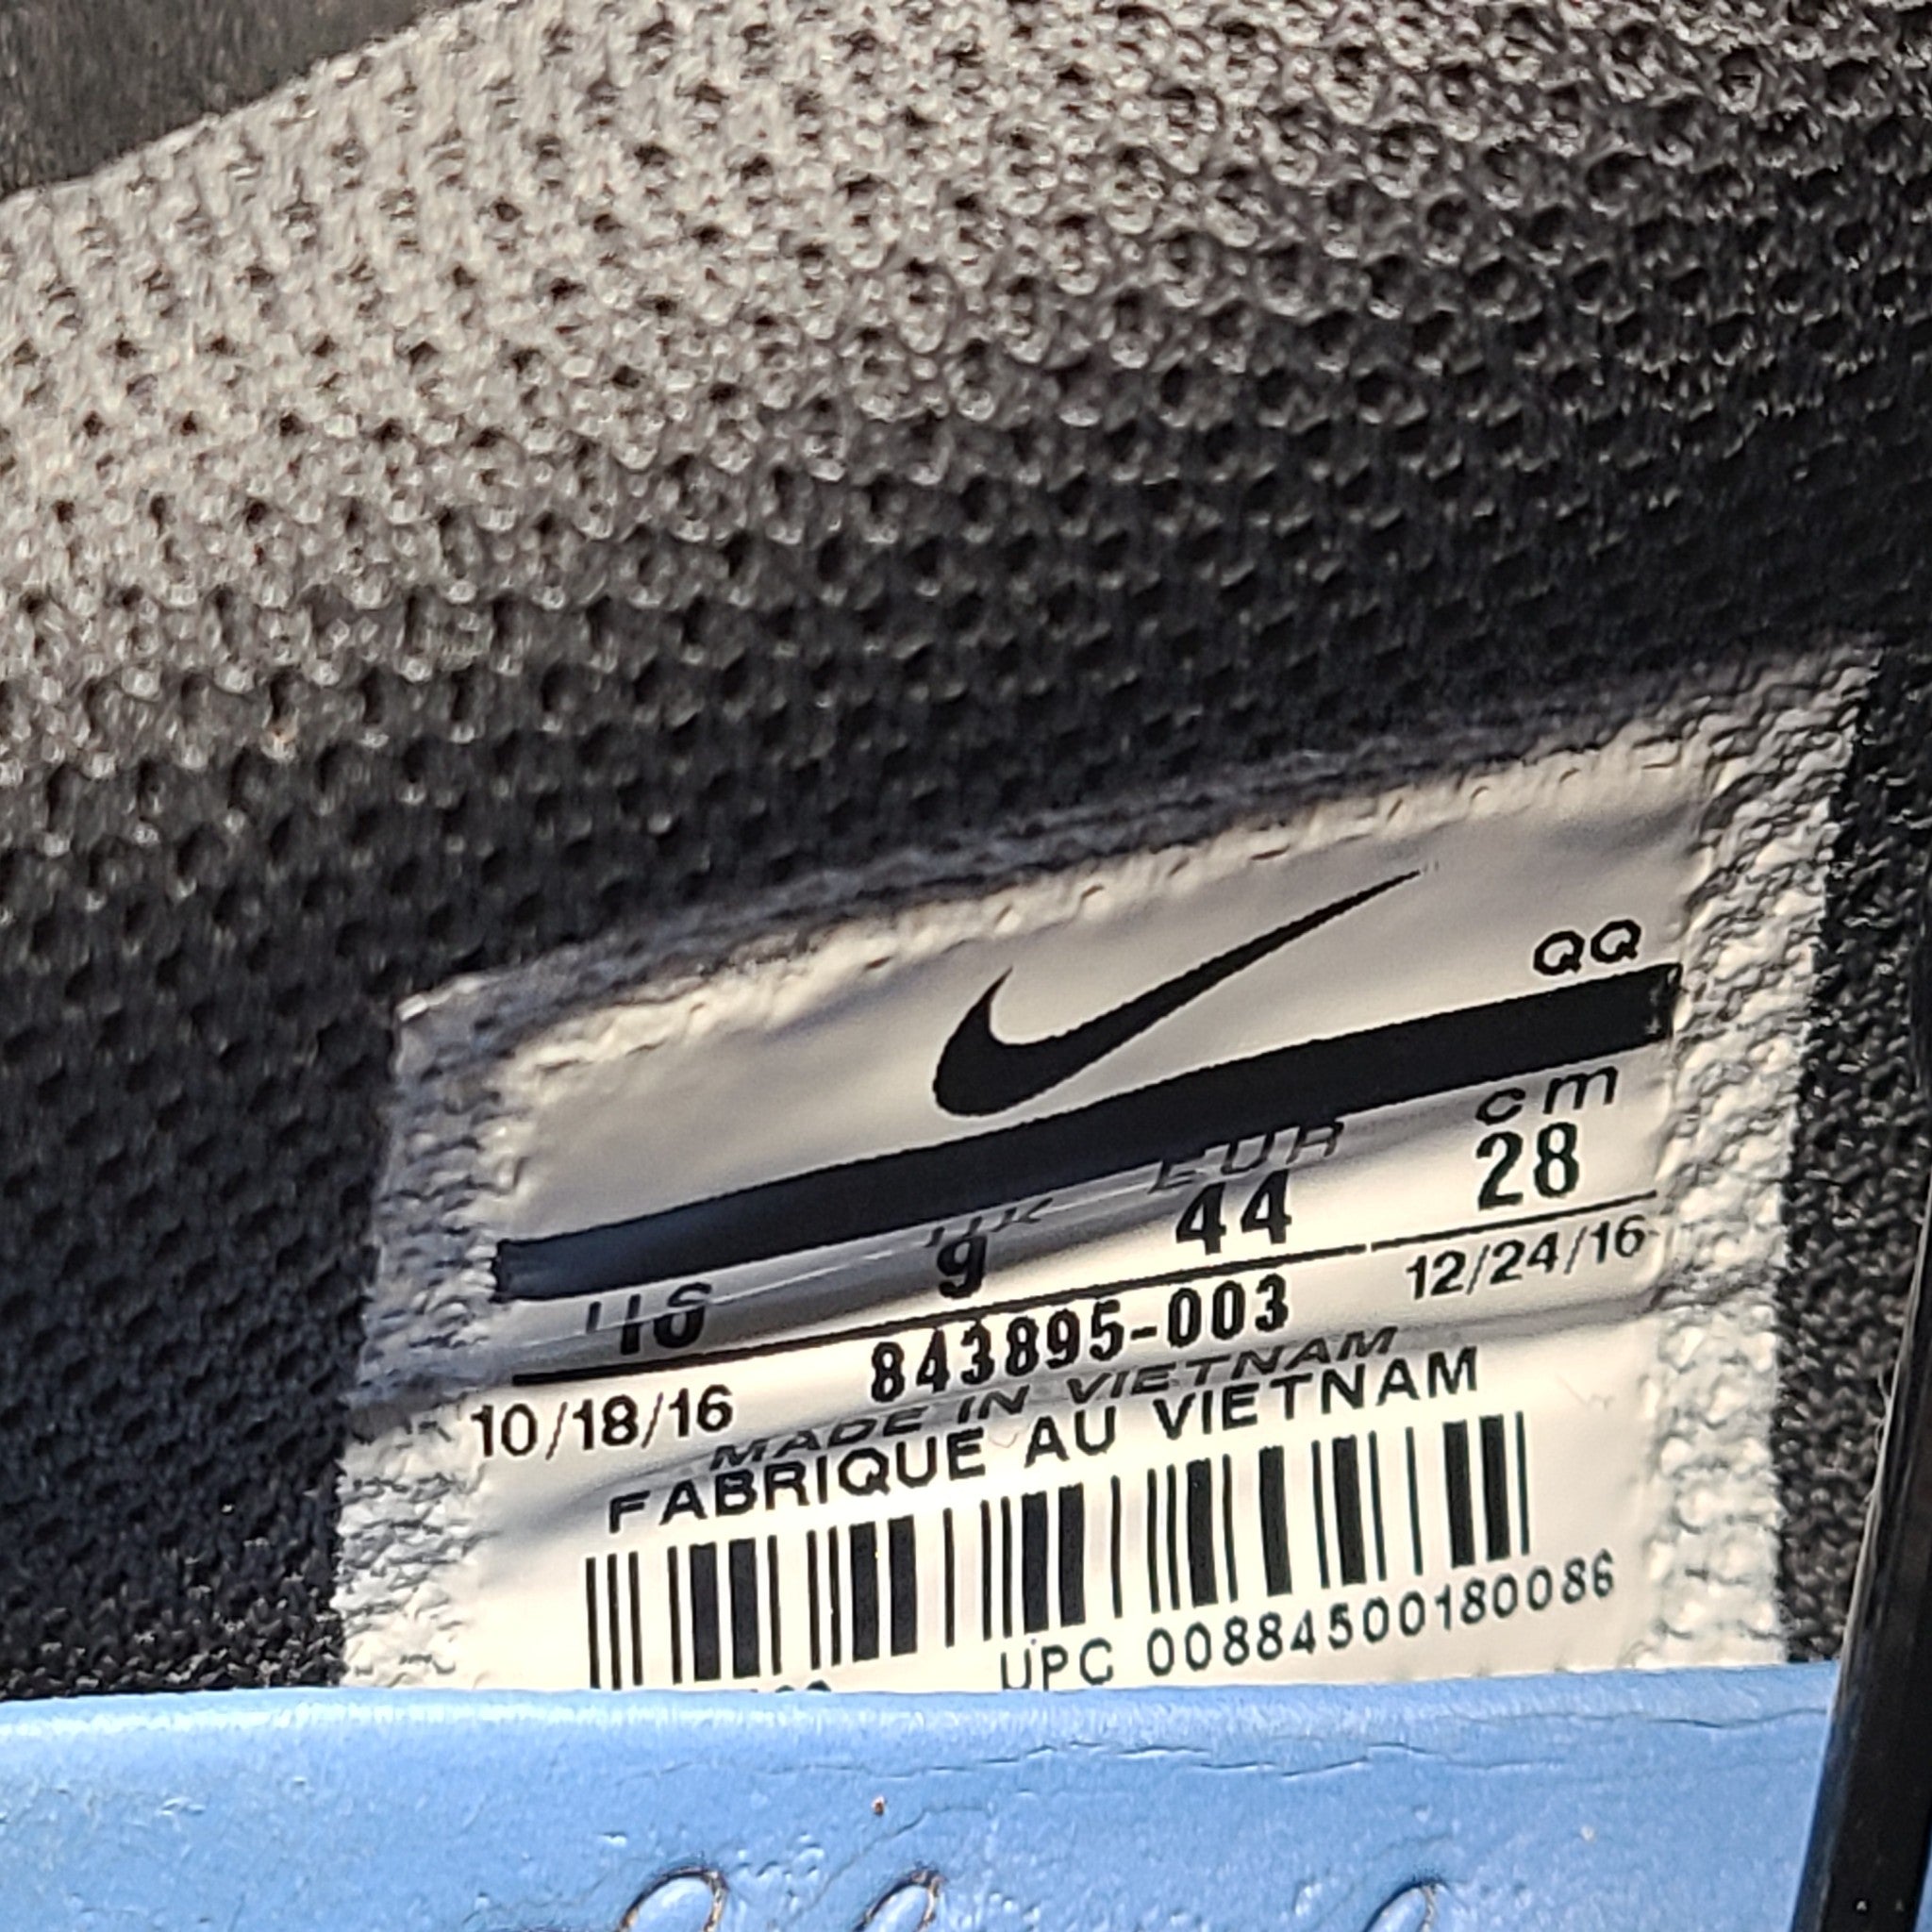 QQ
US UK EUR cm
10 9 44 28
10/18/16 843895-003 12/24/16
MADE IN VIETNAM
FABRIQUE AU VIETNAM
UPC 00884500180086